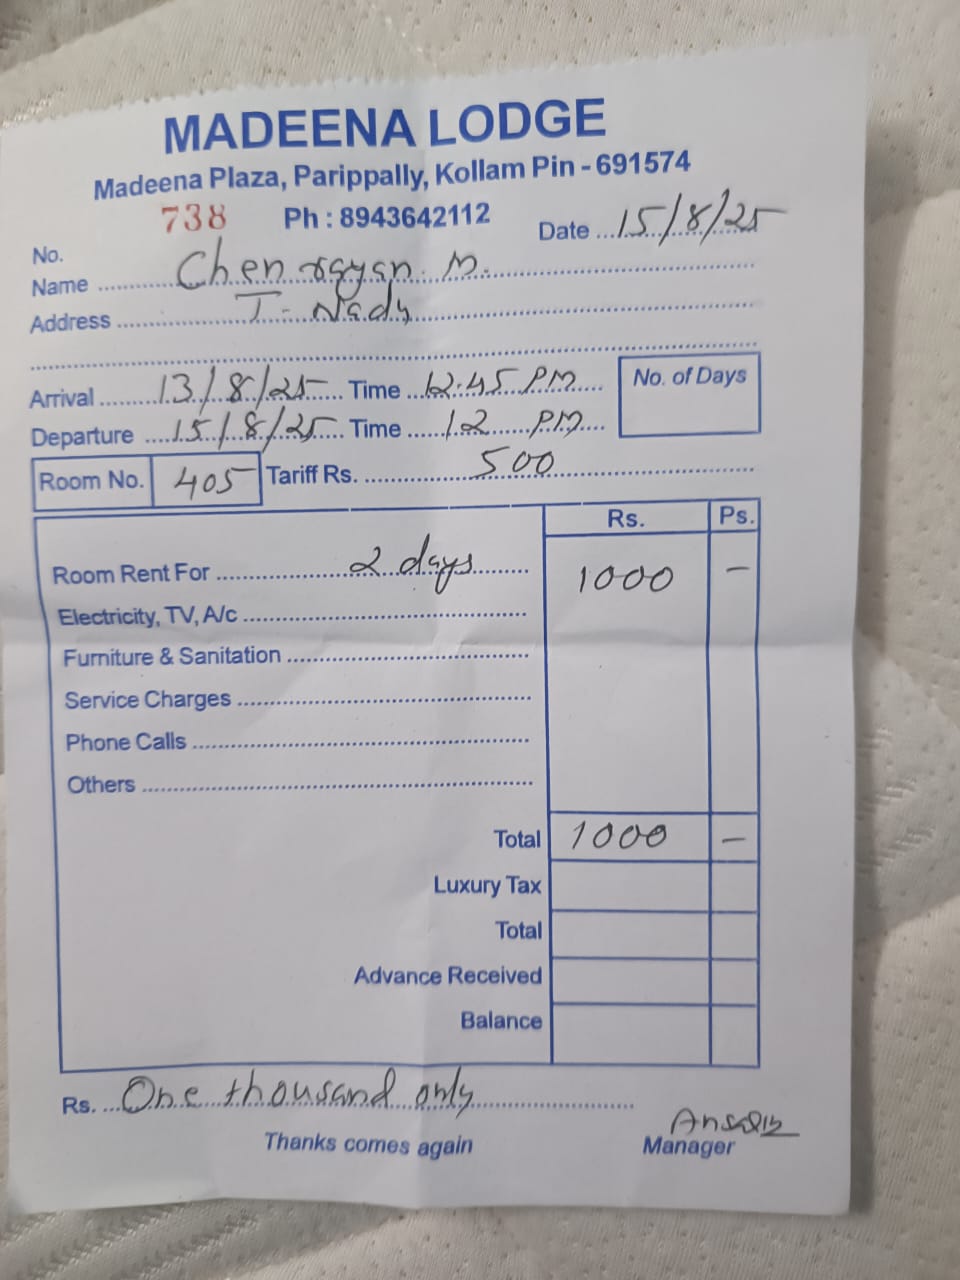 MADEENA LODGE
Madeena Plaza, Parippally, Kollam Pin - 691574
738 Ph : 8943642112
No. Date 15/8/25
Name Chenrayan. M.
Address T. Nadu
Arrival 13/8/25 Time 12.45 PM No. of Days
Departure 15/8/25 Time 12 PM
Room No. 405 Tariff Rs. 500
Rs. Ps.
Room Rent For 2 days 1000 –
Electricity, TV, A/c
Furniture & Sanitation
Service Charges
Phone Calls
Others
Total 1000 –
Luxury Tax
Total
Advance Received
Balance
Rs. One thousand only
Thanks comes again
Manager